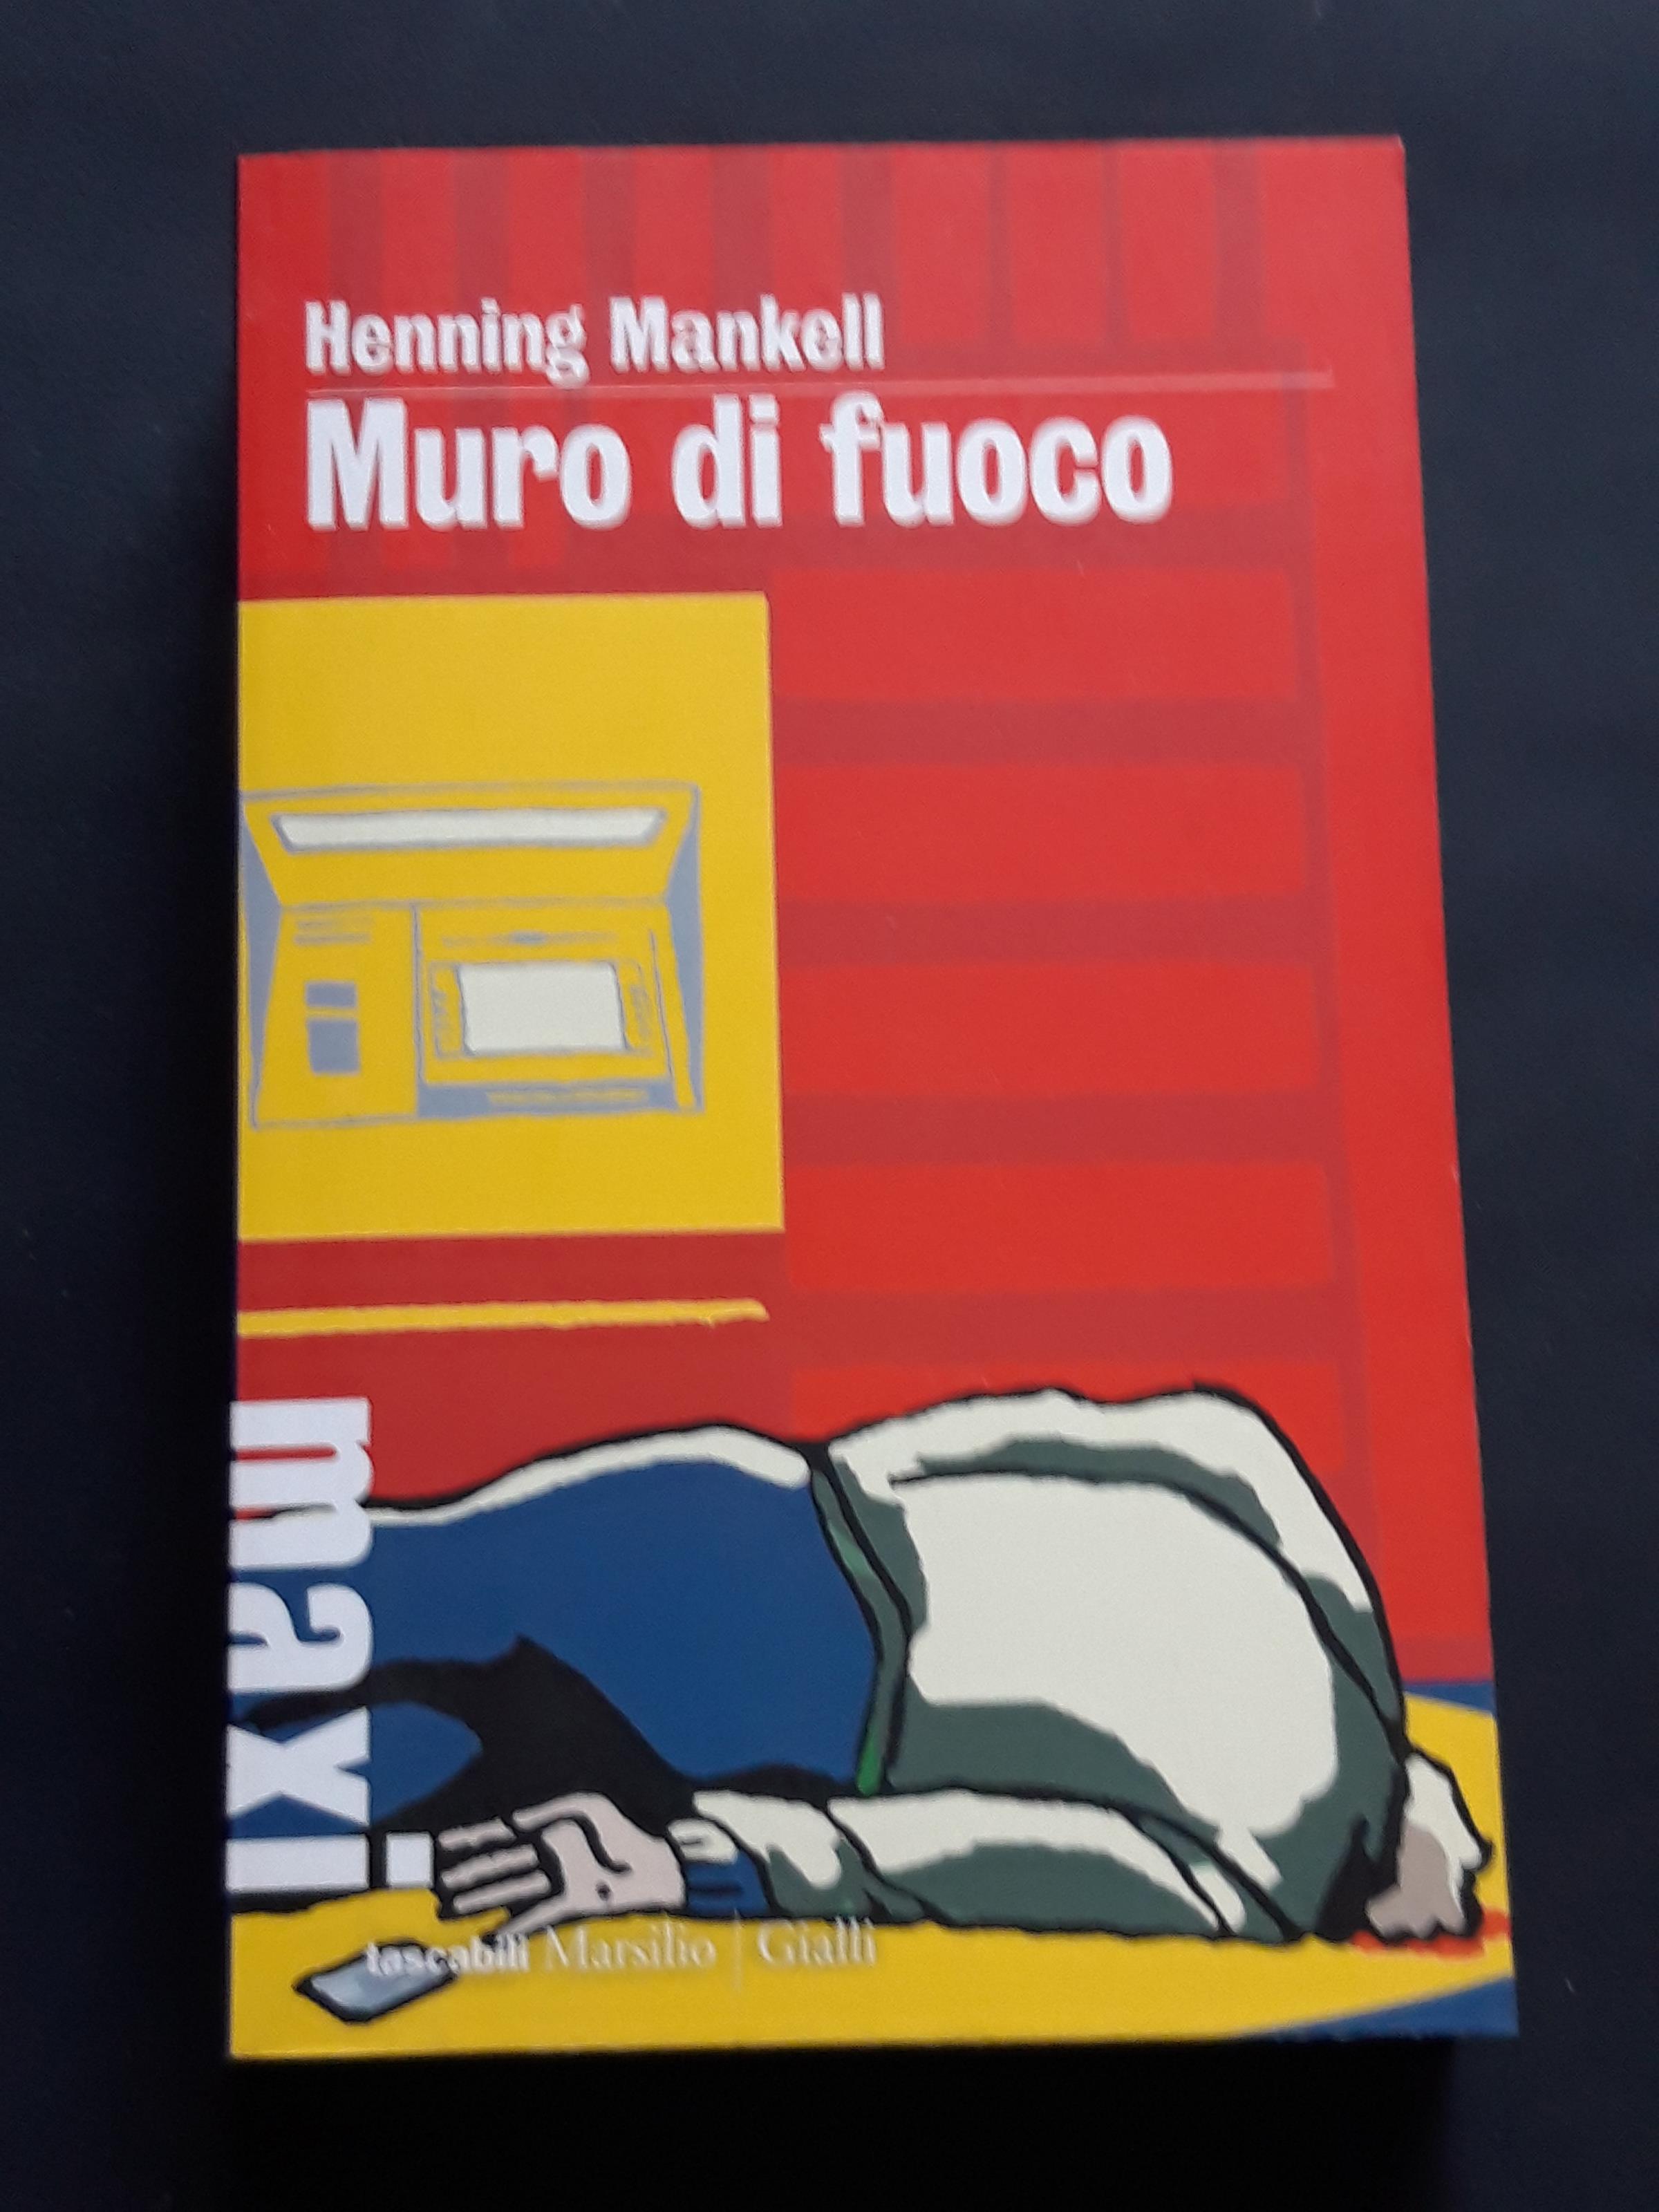 Henning Mankell
Muro di fuoco
maxi
tascabili Marsilio | Gialli